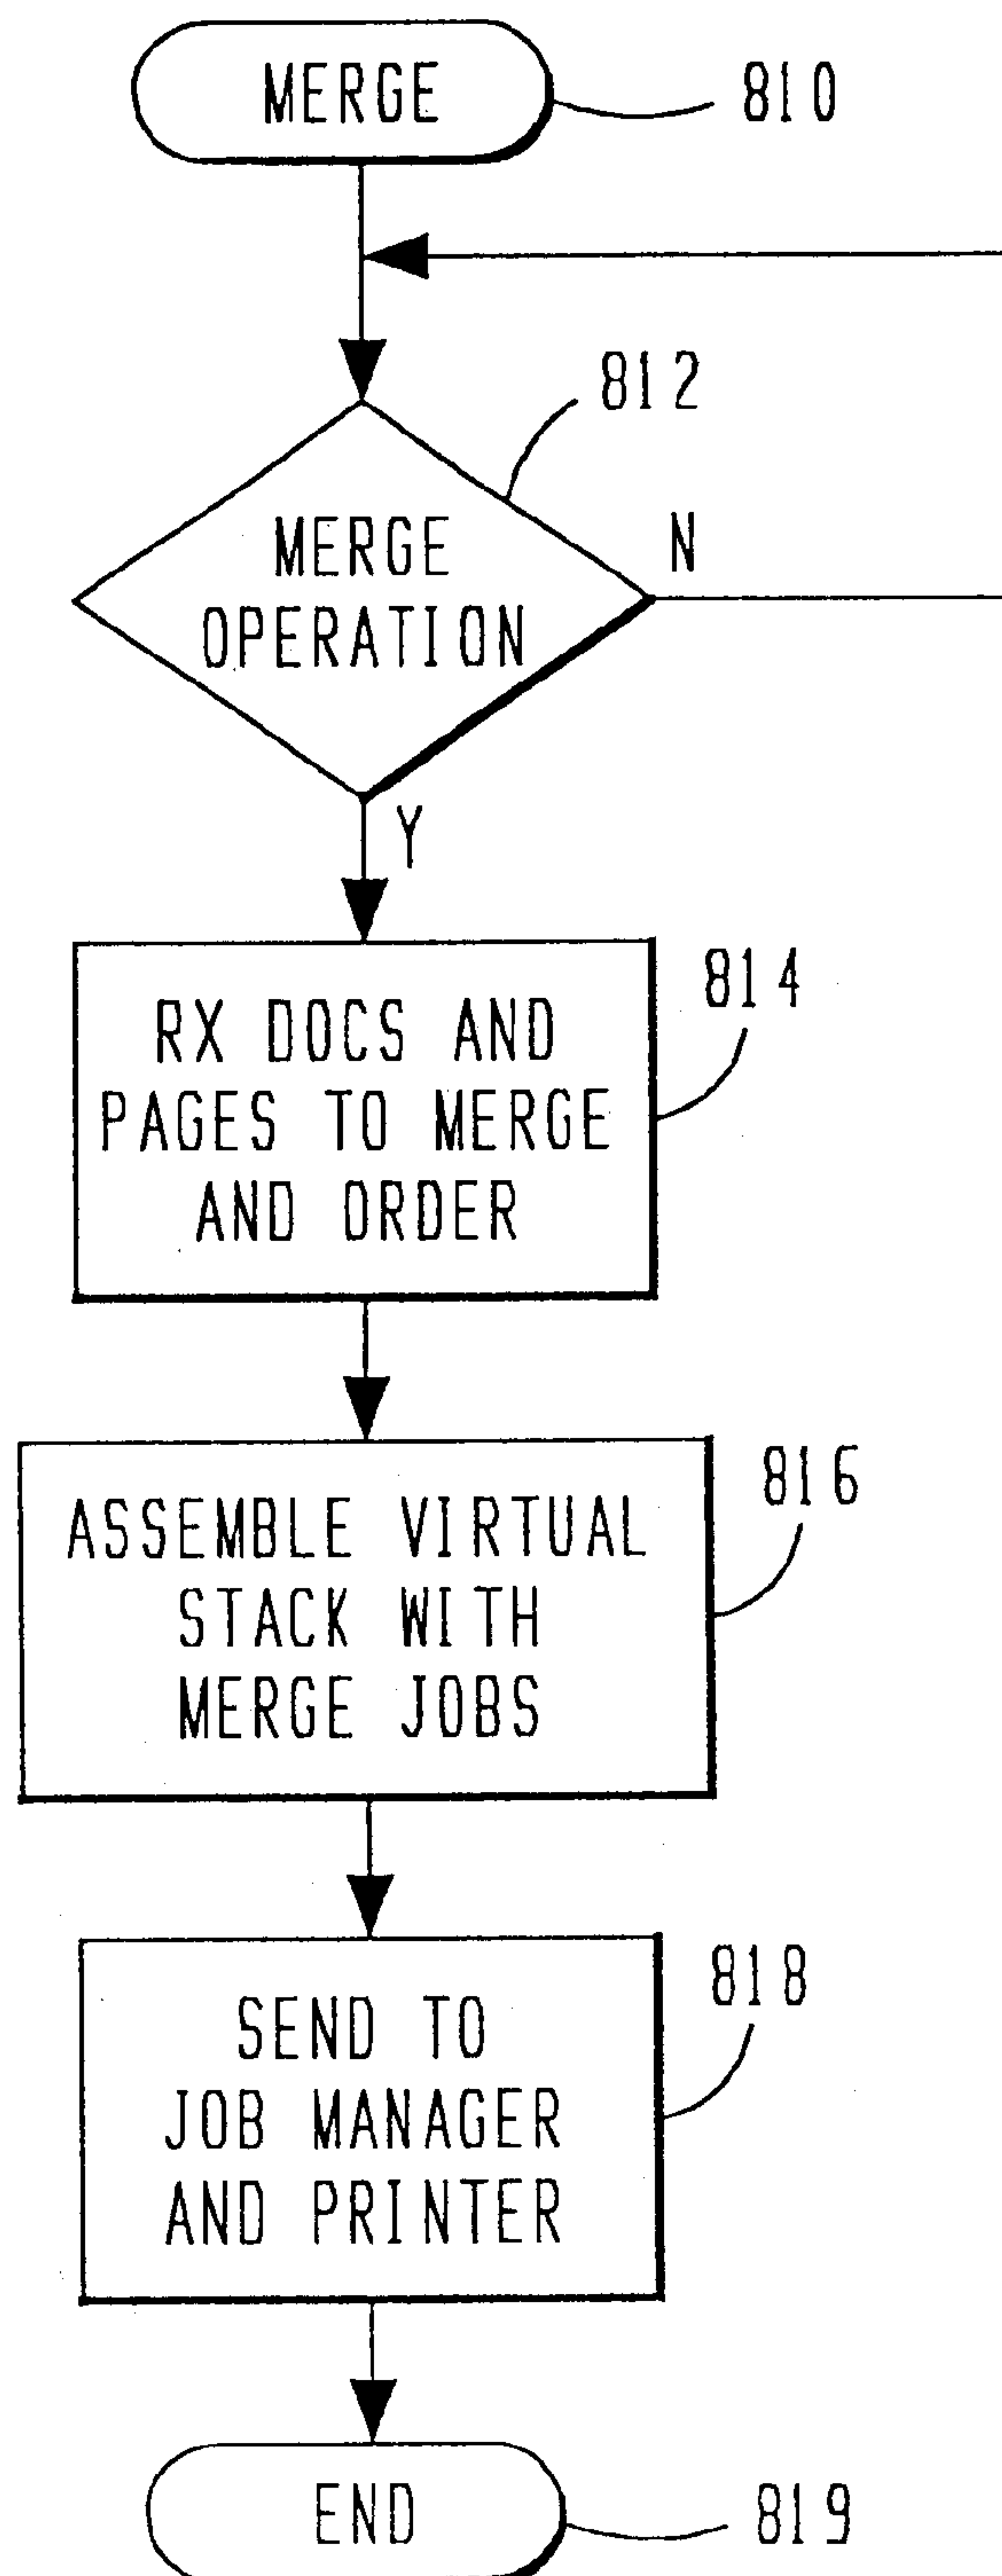 MERGE
810
812
MERGE
OPERATION
N
Y
814
RX DOCS AND
PAGES TO MERGE
AND ORDER
816
ASSEMBLE VIRTUAL
STACK WITH
MERGE JOBS
818
SEND TO
JOB MANAGER
AND PRINTER
END
819